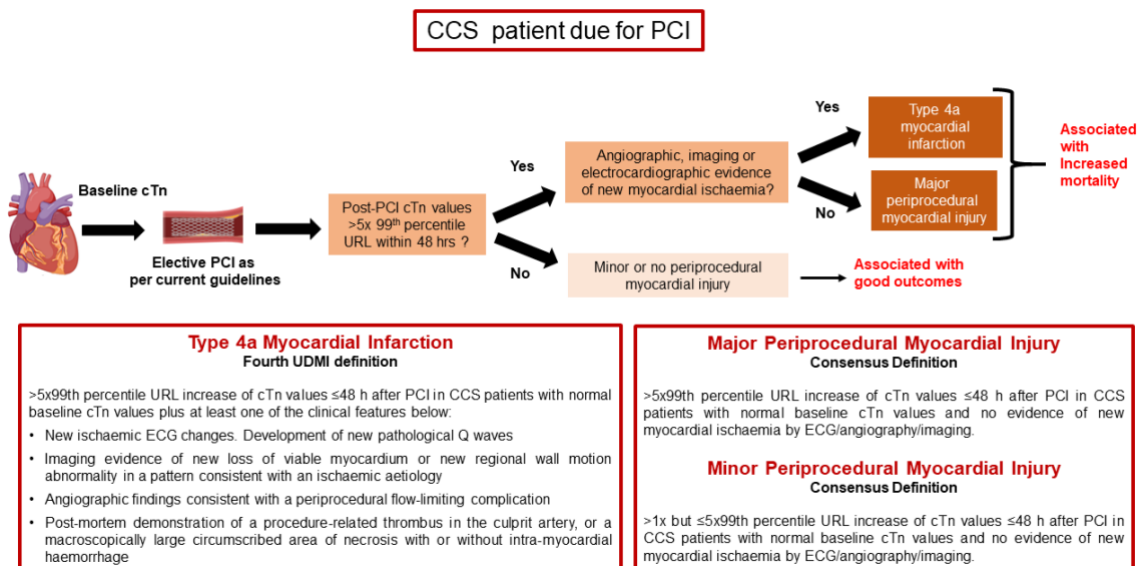 CCS patient due for PCI
Baseline cTn
Elective PCI as
per current guidelines
Post-PCI cTn values
>5x 99th percentile
URL within 48 hrs ?
Yes
No
Angiographic, imaging or
electrocardiographic evidence
of new myocardial ischaemia?
Minor or no periprocedural
myocardial injury
Yes
No
Type 4a
myocardial
infarction
Major
periprocedural
myocardial injury
Associated
with
Increased
mortality
Associated with
good outcomes
Type 4a Myocardial Infarction
Fourth UDMI definition
>5x99th percentile URL increase of cTn values ≤48 h after PCI in CCS patients with normal
baseline cTn values plus at least one of the clinical features below:
• New ischaemic ECG changes. Development of new pathological Q waves
• Imaging evidence of new loss of viable myocardium or new regional wall motion
abnormality in a pattern consistent with an ischaemic aetiology
• Angiographic findings consistent with a periprocedural flow-limiting complication
• Post-mortem demonstration of a procedure-related thrombus in the culprit artery, or a
macroscopically large circumscribed area of necrosis with or without intra-myocardial
haemorrhage
Major Periprocedural Myocardial Injury
Consensus Definition
>5x99th percentile URL increase of cTn values ≤48 h after PCI in CCS
patients with normal baseline cTn values and no evidence of new
myocardial ischaemia by ECG/angiography/imaging.
Minor Periprocedural Myocardial Injury
Consensus Definition
>1x but ≤5x99th percentile URL increase of cTn values ≤48 h after PCI in
CCS patients with normal baseline cTn values and no evidence of new
myocardial ischaemia by ECG/angiography/imaging.